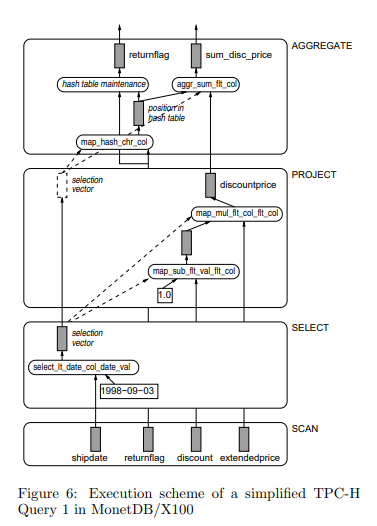 AGGREGATE
returnflag
sum_disc_price
hash table maintenance
aggr_sum_flt_col
position in
hash table
map_hash_chr_col
PROJECT
selection
vector
discountprice
map_mul_flt_col_flt_col
map_sub_flt_val_flt_col
1.0
SELECT
selection
vector
select_lt_date_col_date_val
1998-09-03
SCAN
shipdate
returnflag
discount
extendedprice
Figure 6: Execution scheme of a simplified TPC-H
Query 1 in MonetDB/X100